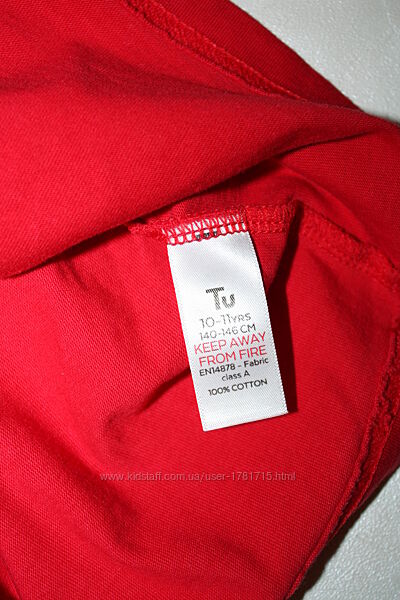 Tu
10-11YRS
140-146 CM
KEEP AWAY
FROM FIRE
EN14878 - Fabric
class A
100% COTTON
www.kidstaff.com.ua/user-1781715.html